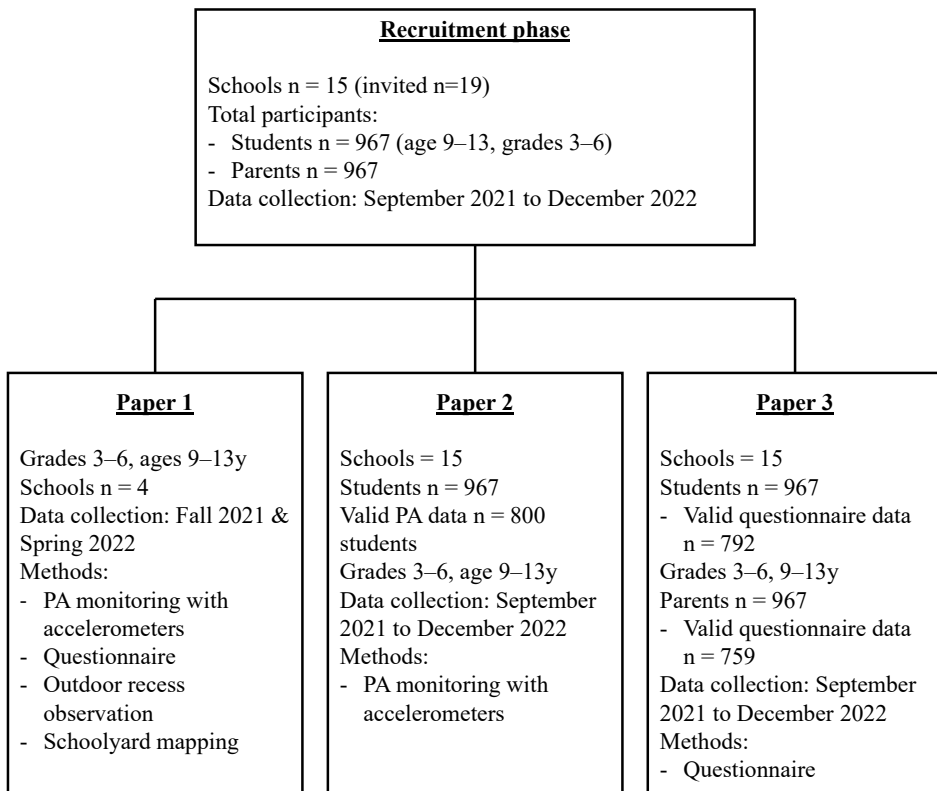 Recruitment phase
Schools n = 15 (invited n=19)
Total participants:
- Students n = 967 (age 9–13, grades 3–6)
- Parents n = 967
Data collection: September 2021 to December 2022
Paper 1
Grades 3–6, ages 9–13y
Schools n = 4
Data collection: Fall 2021 &
Spring 2022
Methods:
- PA monitoring with
accelerometers
- Questionnaire
- Outdoor recess
observation
- Schoolyard mapping
Paper 2
Schools = 15
Students n = 967
Valid PA data n = 800
students
Grades 3–6, age 9–13y
Data collection: September
2021 to December 2022
Methods:
- PA monitoring with
accelerometers
Paper 3
Schools = 15
Students n = 967
- Valid questionnaire data
n = 792
Grades 3–6, 9–13y
Parents n = 967
- Valid questionnaire data
n = 759
Data collection: September
2021 to December 2022
Methods:
- Questionnaire